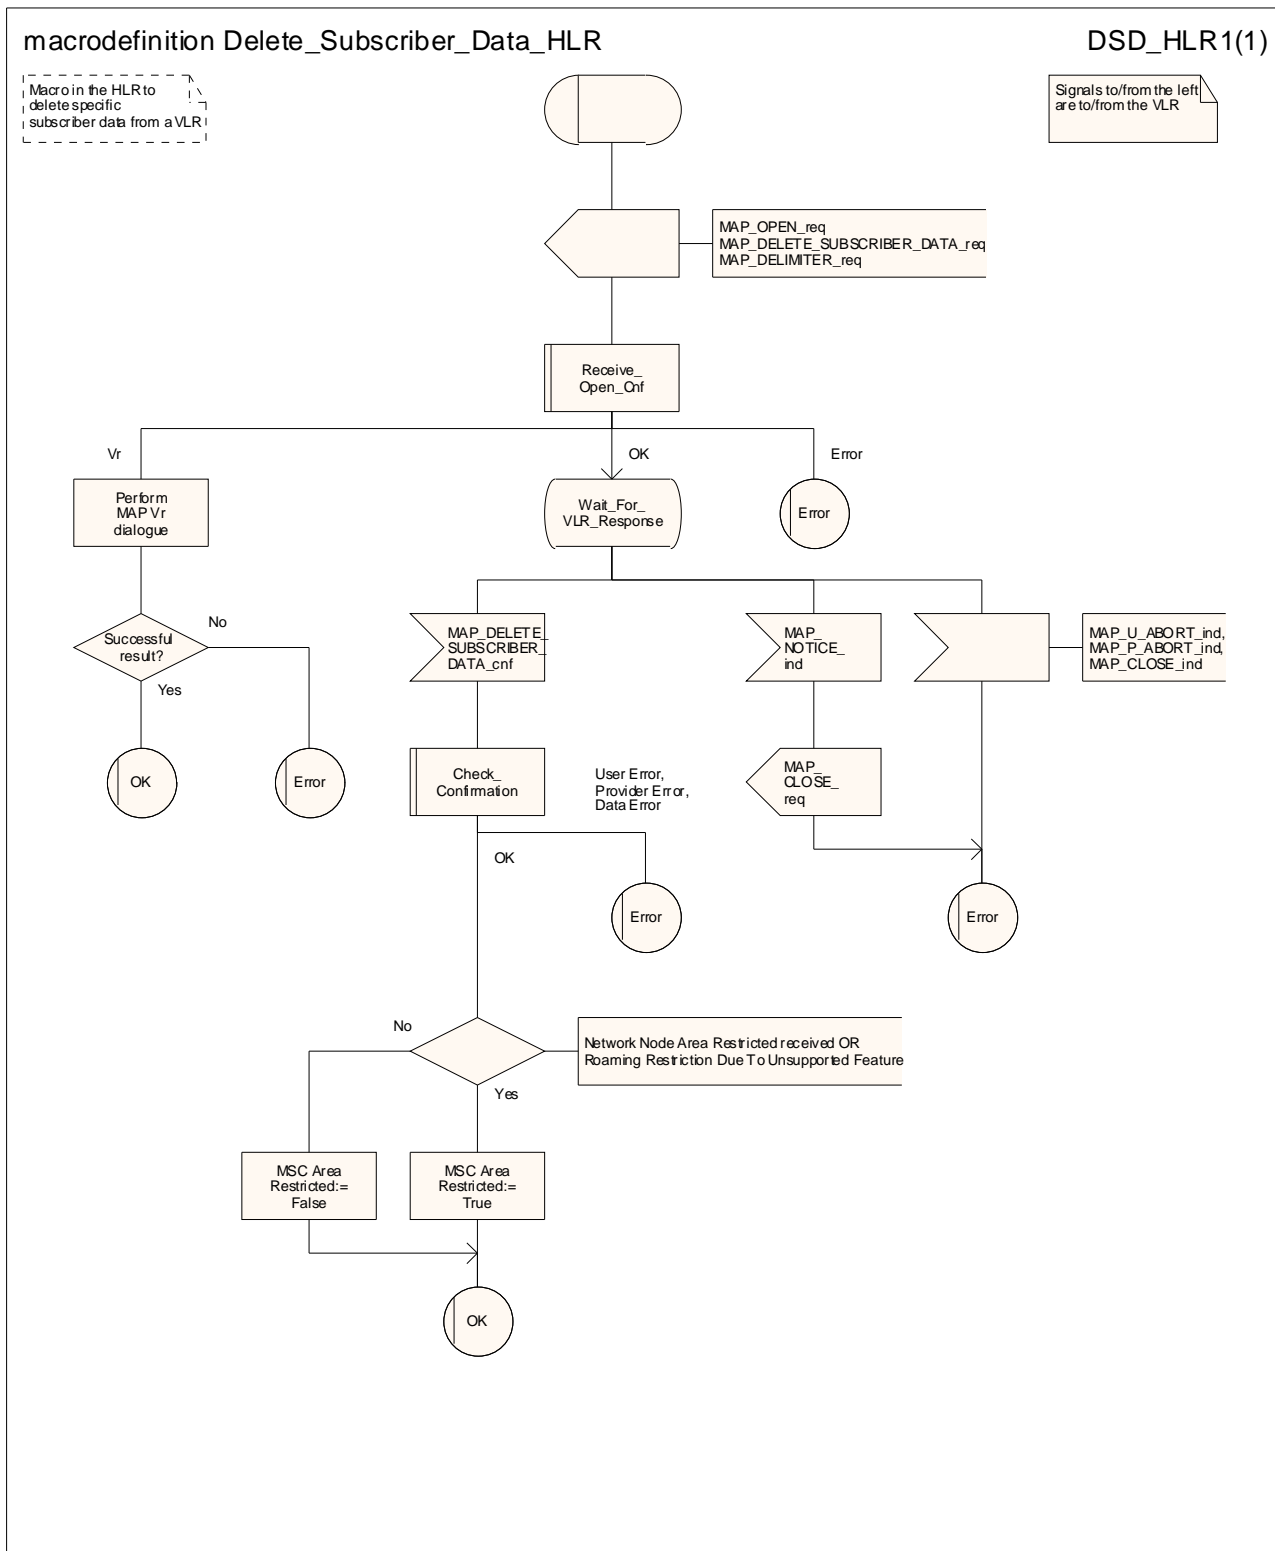 macrodefinition Delete_Subscriber_Data_HLR
DSD_HLR1(1)
Macro in the HLR to
delete specific
subscriber data from a VLR
Signals to/from the left
are to/from the VLR
MAP_OPEN_req
MAP_DELETE_SUBSCRIBER_DATA_req
MAP_DELIMITER_req
Receive_
Open_Cnf
Vr
OK
Error
Perform
MAP Vr
dialogue
Wait_For_
VLR_Response
Error
Successful
result?
No
Yes
MAP_DELETE_
SUBSCRIBER_
DATA_cnf
MAP_
NOTICE_
ind
MAP_U_ABORT_ind,
MAP_P_ABORT_ind,
MAP_CLOSE_ind
OK
Error
Check_
Confirmation
User Error,
Provider Error,
Data Error
MAP_
CLOSE_
req
OK
Error
Error
No
Network Node Area Restricted received OR
Roaming Restriction Due To Unsupported Feature
Yes
MSC Area
Restricted:=
False
MSC Area
Restricted:=
True
OK